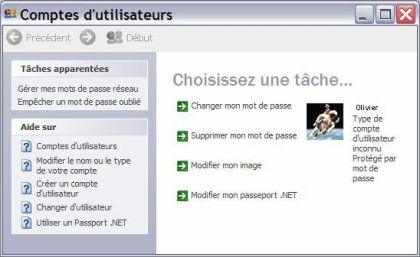 Comptes d'utilisateurs
Précédent
Début
Tâches apparentées
Gérer mes mots de passe réseau
Empêcher un mot de passe oublié
Aide sur
Comptes d'utilisateurs
Modifier le nom ou le type
de votre compte
Créer un compte
d'utilisateur
Changer d'utilisateur
Utiliser un Passport .NET
Choisissez une tâche...
Changer mon mot de passe
Supprimer mon mot de passe
Modifier mon image
Modifier mon passeport .NET
Olivier
Type de
compte
d'utilisateur
inconnu
Protégé par
mot de
passe